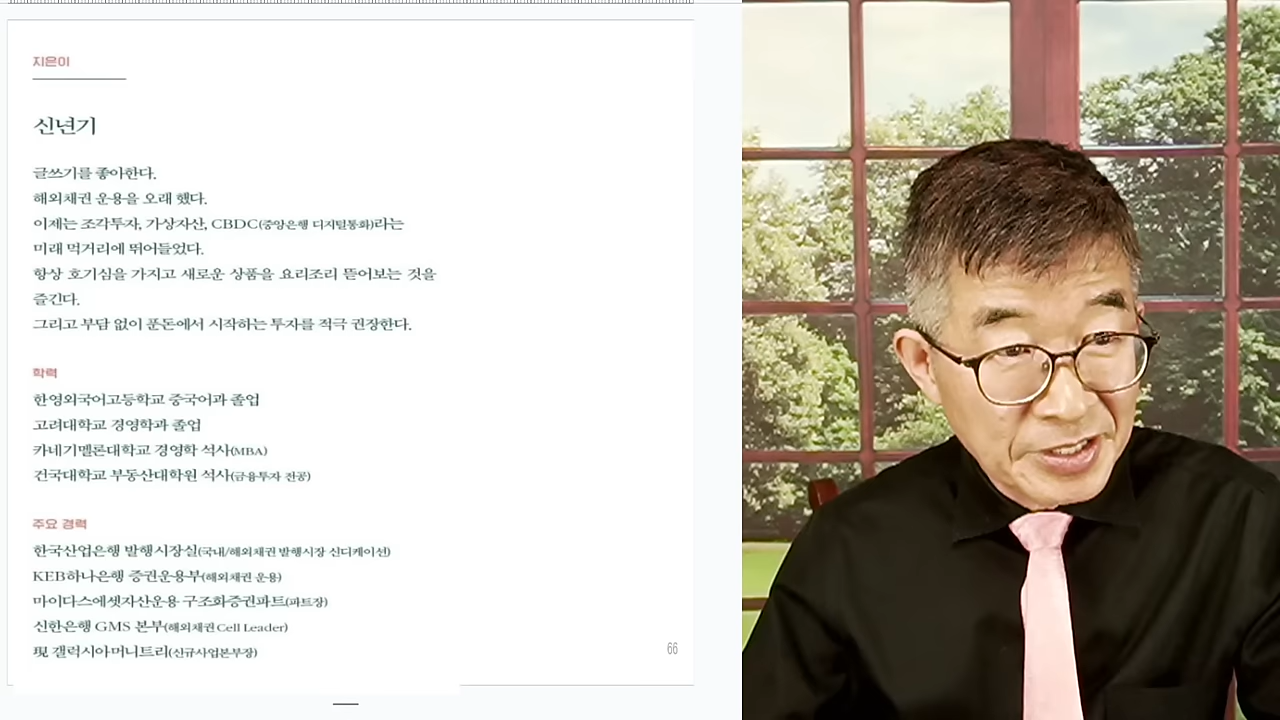 지은이
신년기
글쓰기를 좋아한다.
해외채권 운용을 오래 했다.
이제는 조각투자, 가상자산, CBDC(중앙은행 디지털통화)라는
미래 먹거리에 뛰어들었다.
항상 호기심을 가지고 새로운 상품을 요리조리 뜯어보는 것을
즐긴다.
그리고 부담 없이 푼돈에서 시작하는 투자를 적극 권장한다.
학력
한영외국어고등학교 중국어과 졸업
고려대학교 경영학과 졸업
카네기멜론대학교 경영학 석사(MBA)
건국대학교 부동산대학원 석사(금융투자 전공)
주요 경력
한국산업은행 발행시장실(국내/해외채권 발행시장 신디케이션)
KEB하나은행 증권운용부(해외채권 운용)
마이다스에셋자산운용 구조화증권파트(파트장)
신한은행 GMS 본부(해외채권 Cell Leader)
現 갤럭시아머니트리(신규사업본부장)
66